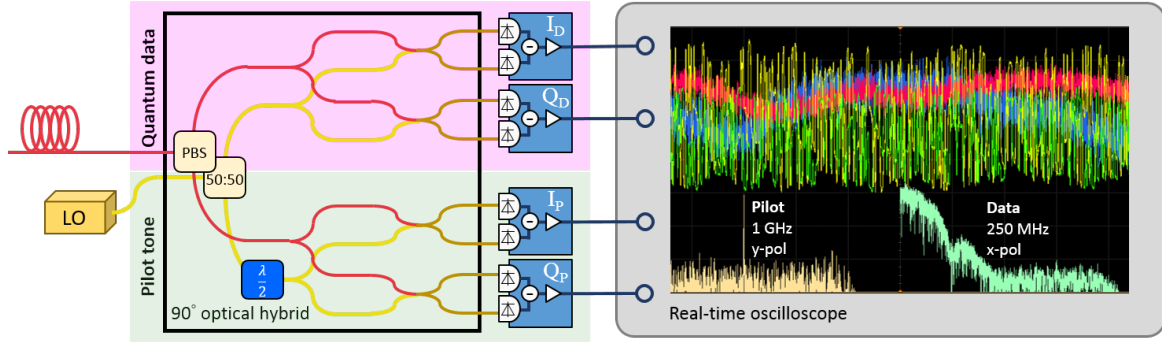 Quantum data
Pilot tone
PBS
50:50
LO
λ
2
90° optical hybrid
I_D
-
Q_D
-
I_P
-
Q_P
-
Pilot
1 GHz
y-pol
Data
250 MHz
x-pol
Real-time oscilloscope